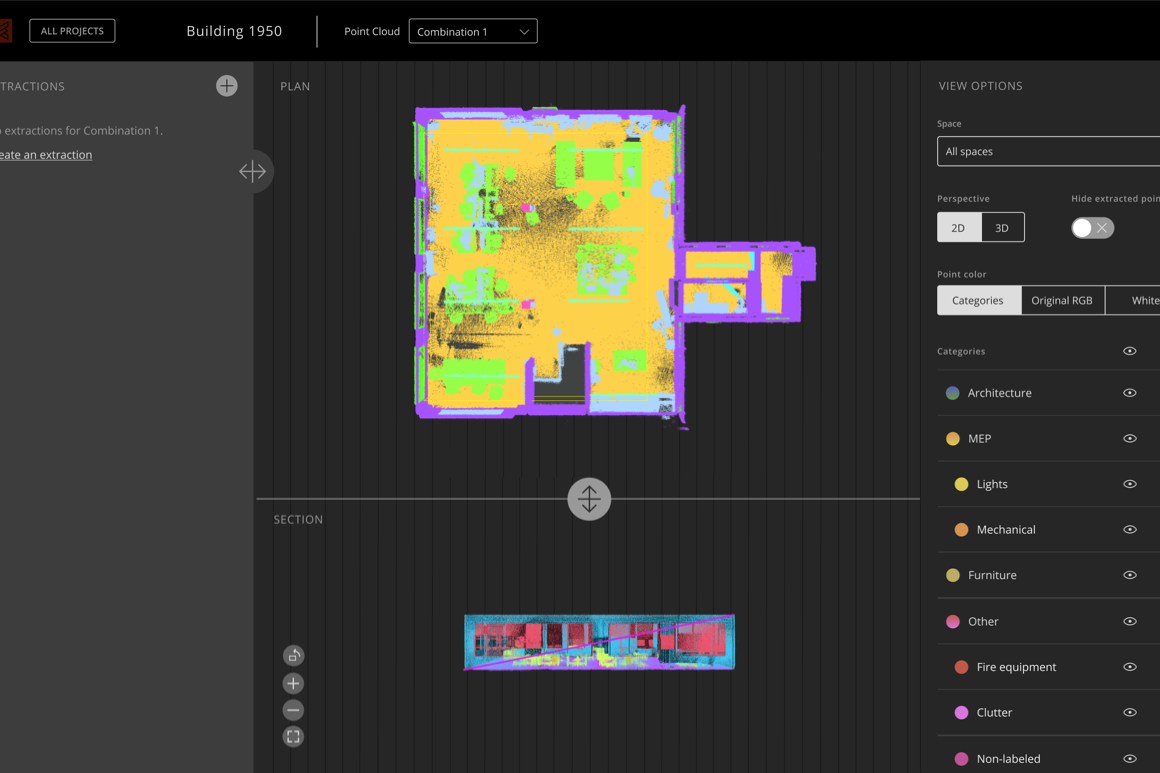 ALL PROJECTS
Building 1950
Point Cloud
Combination 1
TRACTIONS
extractions for Combination 1.
eate an extraction
PLAN
SECTION
VIEW OPTIONS
Space
All spaces
Perspective
Hide extracted poin
2D
3D
Point color
Categories
Original RGB
White
Categories
Architecture
MEP
Lights
Mechanical
Furniture
Other
Fire equipment
Clutter
Non-labeled